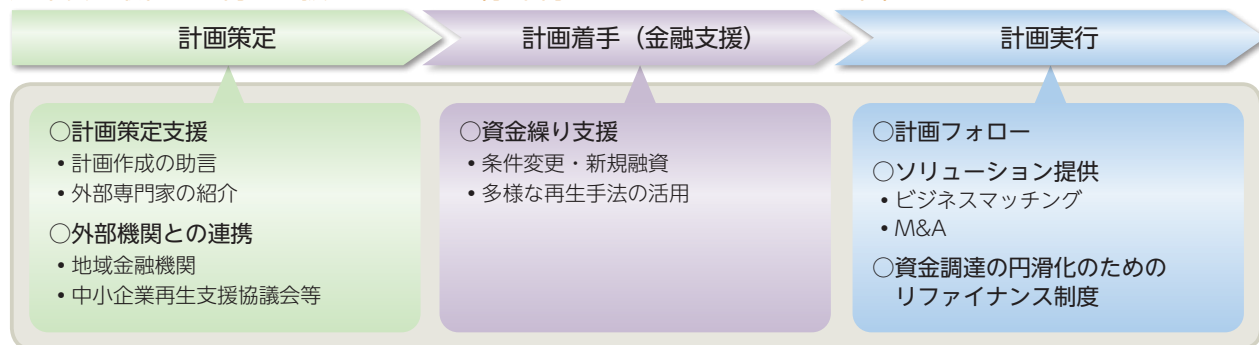 計画策定
計画着手（金融支援）
計画実行
○計画策定支援
• 計画作成の助言
• 外部専門家の紹介
○外部機関との連携
• 地域金融機関
• 中小企業再生支援協議会等
○資金繰り支援
• 条件変更・新規融資
• 多様な再生手法の活用
○計画フォロー
○ソリューション提供
• ビジネスマッチング
• M&A
○資金調達の円滑化のための
リファイナンス制度